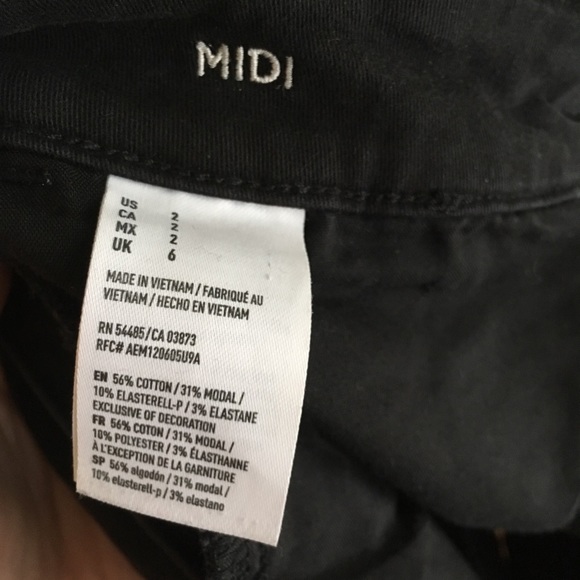 MIDI
US 2
CA 2
MX 2
UK 6
MADE IN VIETNAM / FABRIQUÉ AU
VIETNAM / HECHO EN VIETNAM
RN 54485/CA 03873
RFC# AEM120605U9A
EN 56% COTTON / 31% MODAL /
10% ELASTERELL-P / 3% ELASTANE
EXCLUSIVE OF DECORATION
FR 56% COTON / 31% MODAL /
10% POLYESTER / 3% ÉLASTHANNE
À L'EXCEPTION DE LA GARNITURE
SP 56% algodón / 31% modal /
10% elasterell-p / 3% elastano